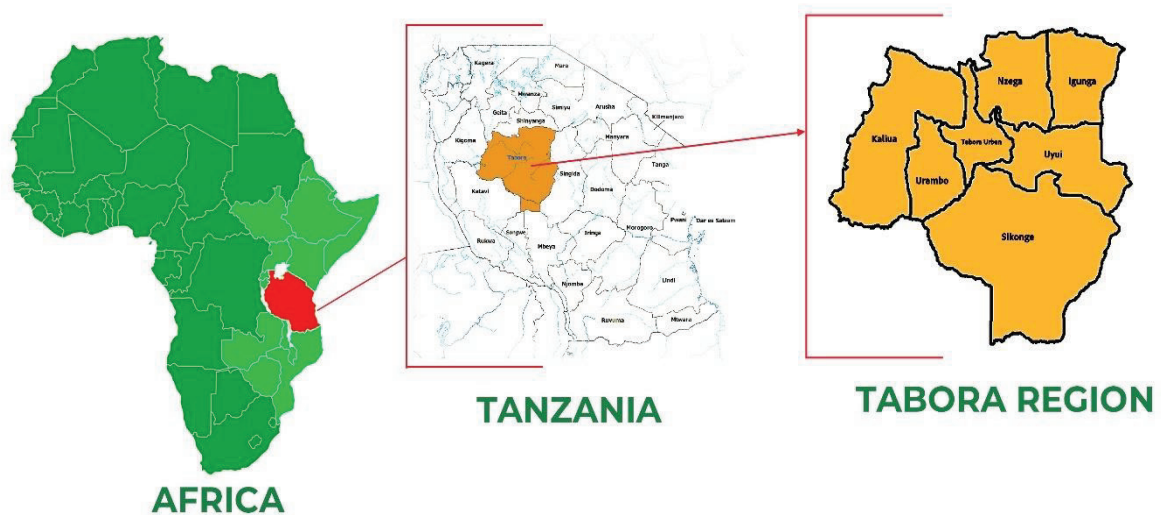 Kagera
Mara
Mwanza
Geita
Simiyu
Arusha
Shinyanga
Kilimanjaro
Kigoma
Manyara
Tabora
Tanga
Singida
Dodoma
Katavi
Pwani
Dar es Salaam
Morogoro
Rukwa
Songwe
Mbeya
Iringa
Njombe
Lindi
Ruvuma
Mtwara
Nzega
Igunga
Kaliua
Tabora Urban
Uyui
Urambo
Sikonge
TANZANIA
TABORA REGION
AFRICA